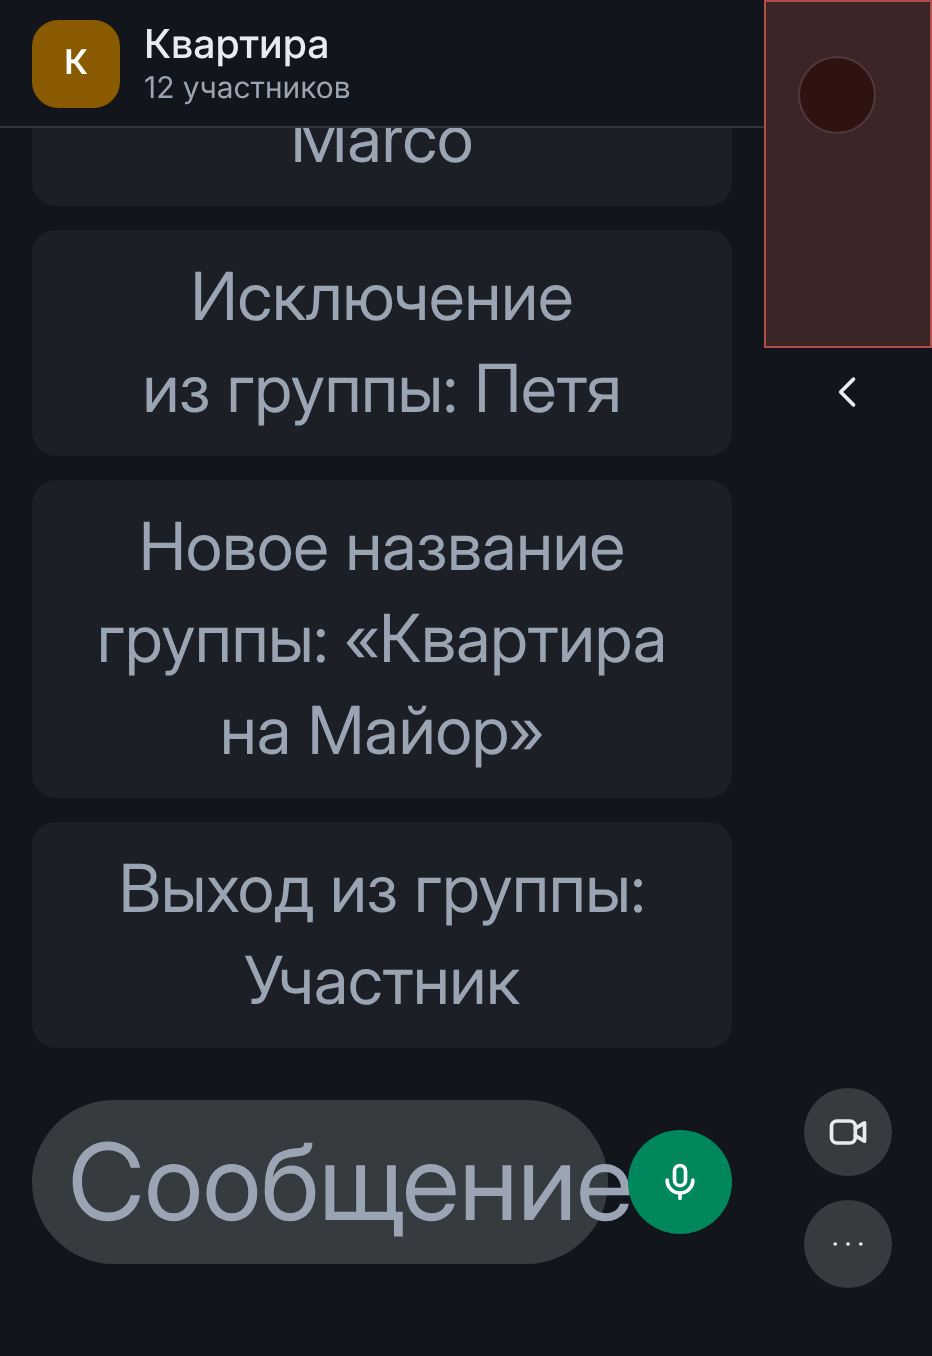 К
Квартира
12 участников
Marco
Исключение
из группы: Петя
Новое название
группы: «Квартира
на Майор»
Выход из группы:
Участник
Сообщение